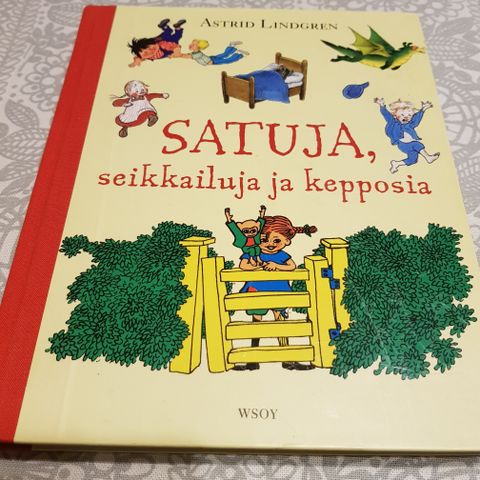 ASTRID LINDGREN
SATUJA,
seikkailuja ja kepposia
WSOY